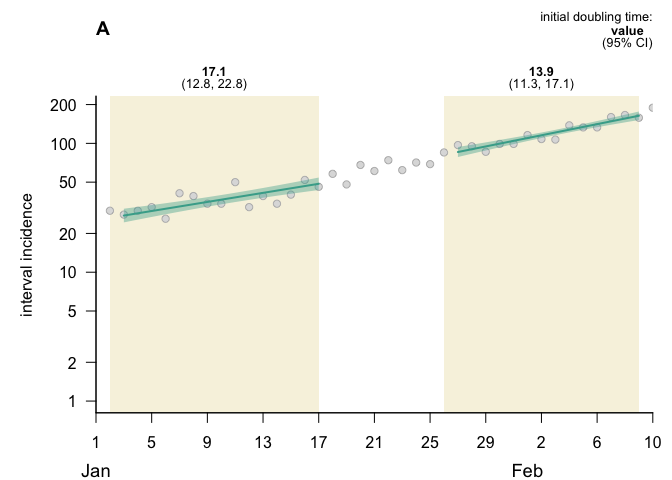 A
initial doubling time:
value
(95% CI)
17.1
(12.8, 22.8)
13.9
(11.3, 17.1)
interval incidence
200
100
50
20
10
5
2
1
1 5 9 13 17 21 25 29 2 6 10
Jan Feb